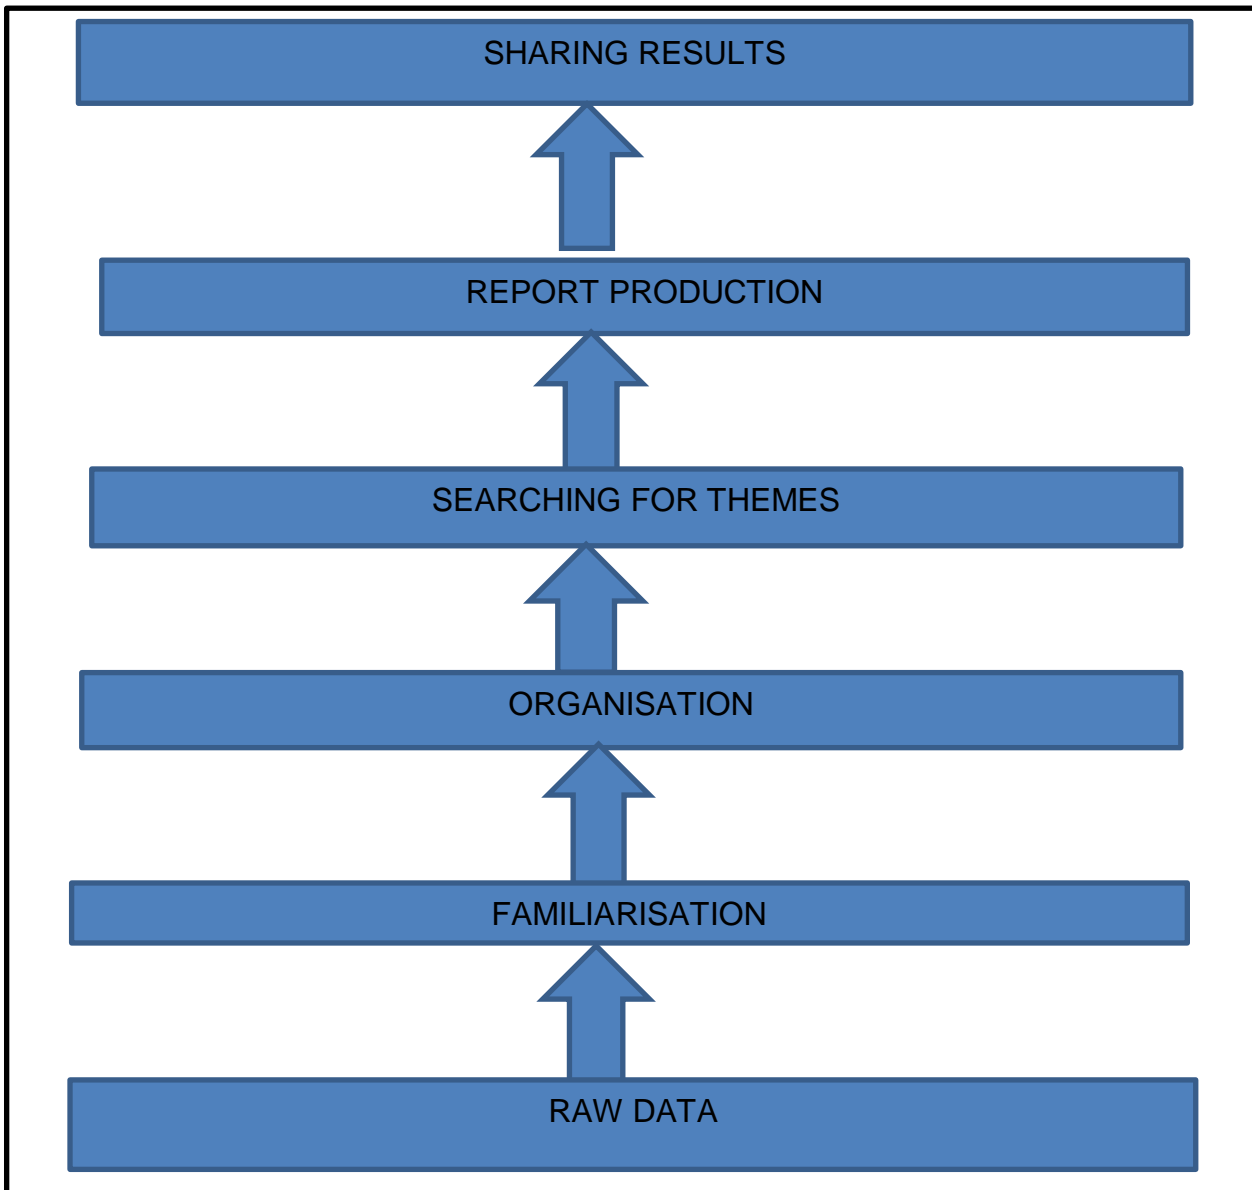 SHARING RESULTS
REPORT PRODUCTION
SEARCHING FOR THEMES
ORGANISATION
FAMILIARISATION
RAW DATA